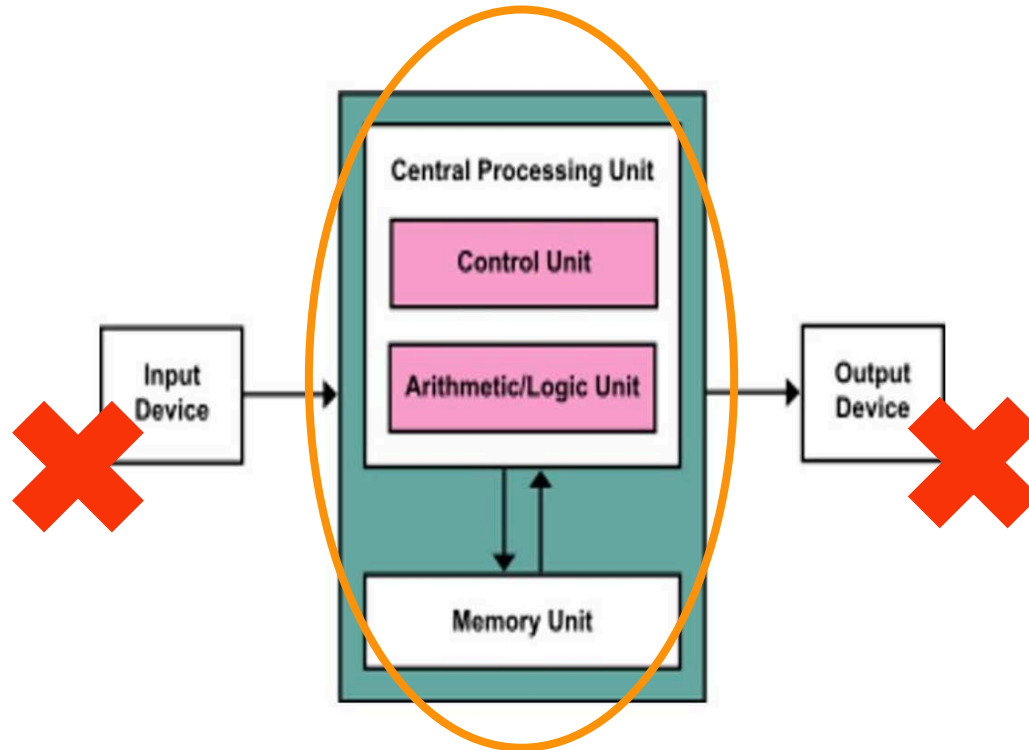 Central Processing Unit
Control Unit
Arithmetic/Logic Unit
Input
Device
Output
Device
Memory Unit